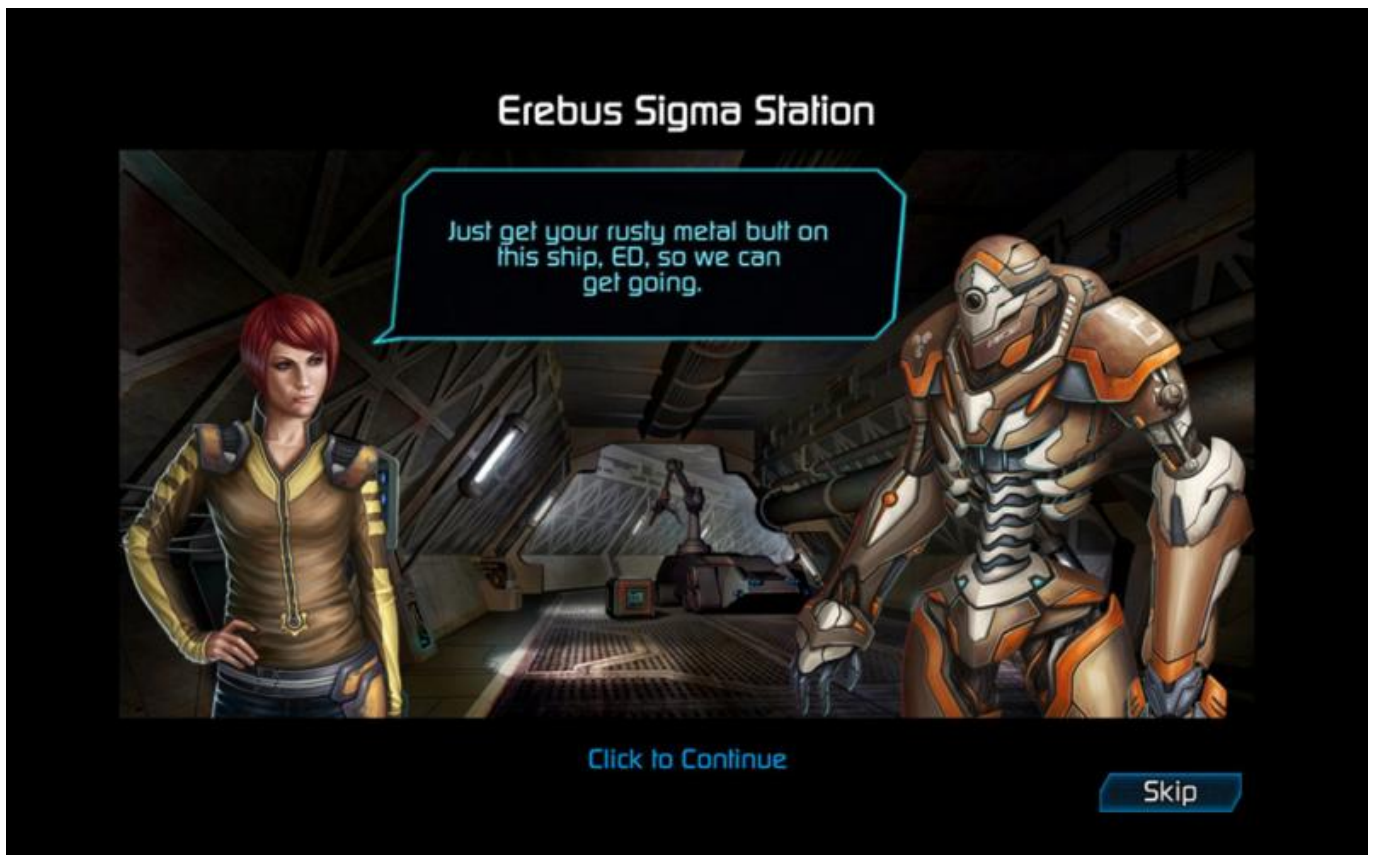 Erebus Sigma Station
Just get your rusty metal butt on
this ship, ED, so we can
get going.
Click to Continue
Skip